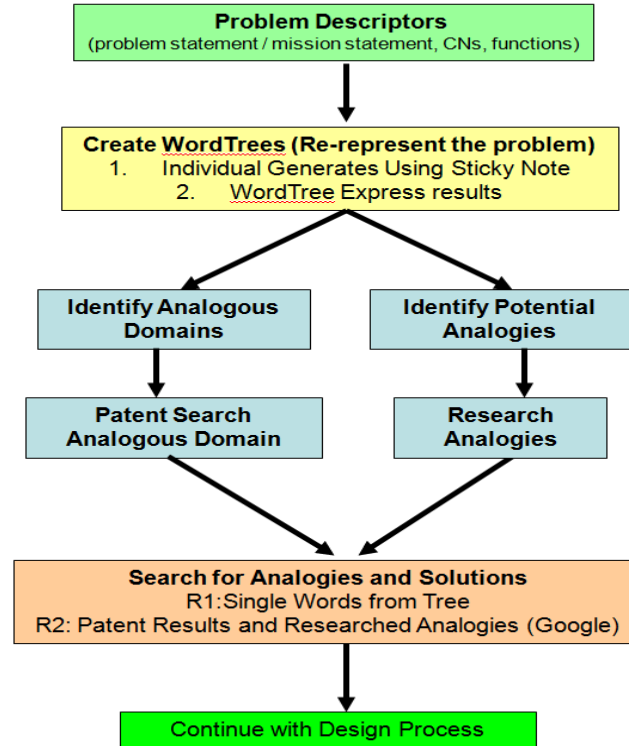 Problem Descriptors
(problem statement / mission statement, CNs, functions)
Create WordTrees (Re-represent the problem)
1. Individual Generates Using Sticky Note
2. WordTree Express results
Identify Analogous
Domains
Identify Potential
Analogies
Patent Search
Analogous Domain
Research
Analogies
Search for Analogies and Solutions
R1:Single Words from Tree
R2: Patent Results and Researched Analogies (Google)
Continue with Design Process